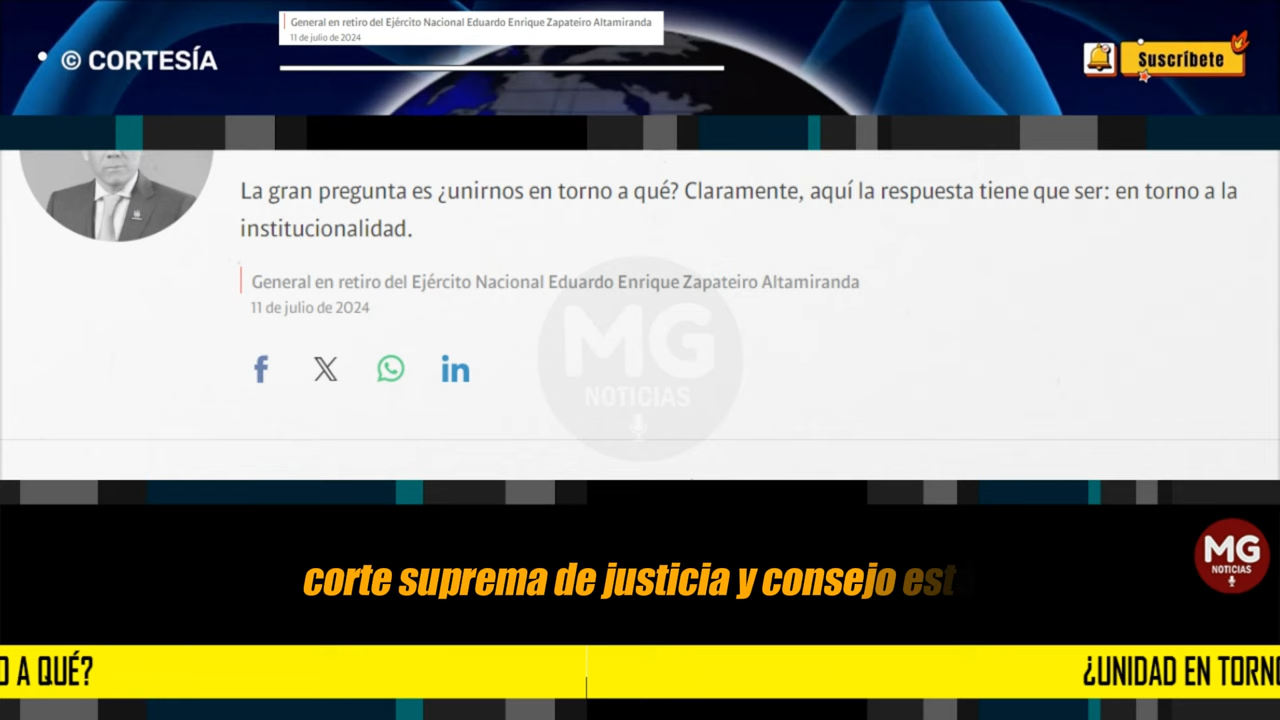 General en retiro del Ejército Nacional Eduardo Enrique Zapateiro Altamiranda
11 de julio de 2024
© CORTESÍA
Suscríbete
La gran pregunta es ¿unirnos en torno a qué? Claramente, aquí la respuesta tiene que ser: en torno a la
institucionalidad.
General en retiro del Ejército Nacional Eduardo Enrique Zapateiro Altamiranda
11 de julio de 2024
MG
NOTICIAS
corte suprema de justicia y consejo est
MG
NOTICIAS
O A QUÉ?
¿UNIDAD EN TORNO